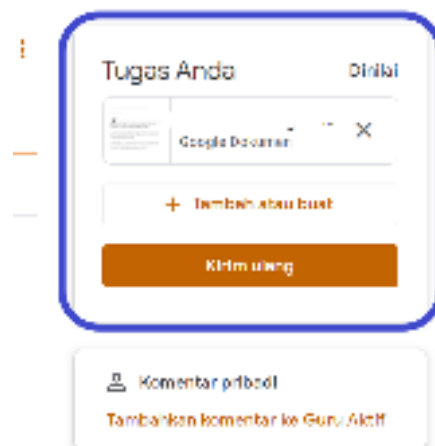 Tugas Anda
Dinilai
Google Dokumen
+ Tambah atau buat
Kirim ulang
Komentar pribadi
Tambahkan komentar ke Guru Aktif